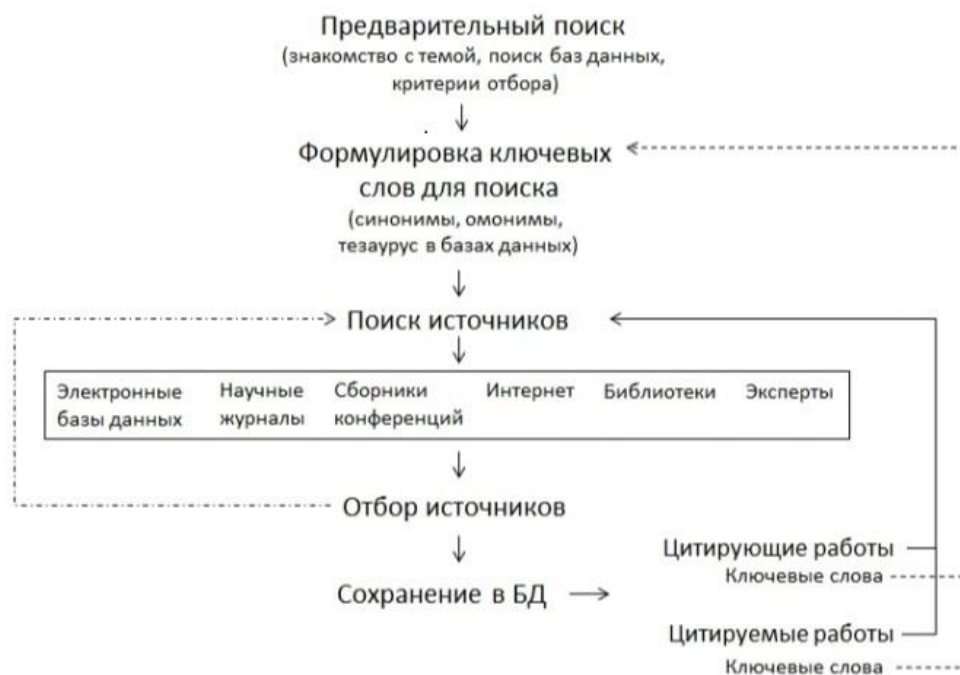 Предварительный поиск
(знакомство с темой, поиск баз данных,
критерии отбора)
Формулировка ключевых
слов для поиска
(синонимы, омонимы,
тезаурус в базах данных)
Поиск источников
Электронные Научные Сборники Интернет Библиотеки Эксперты
базы данных журналы конференций
Отбор источников
Цитирующие работы
Ключевые слова
Сохранение в БД
Цитируемые работы
Ключевые слова